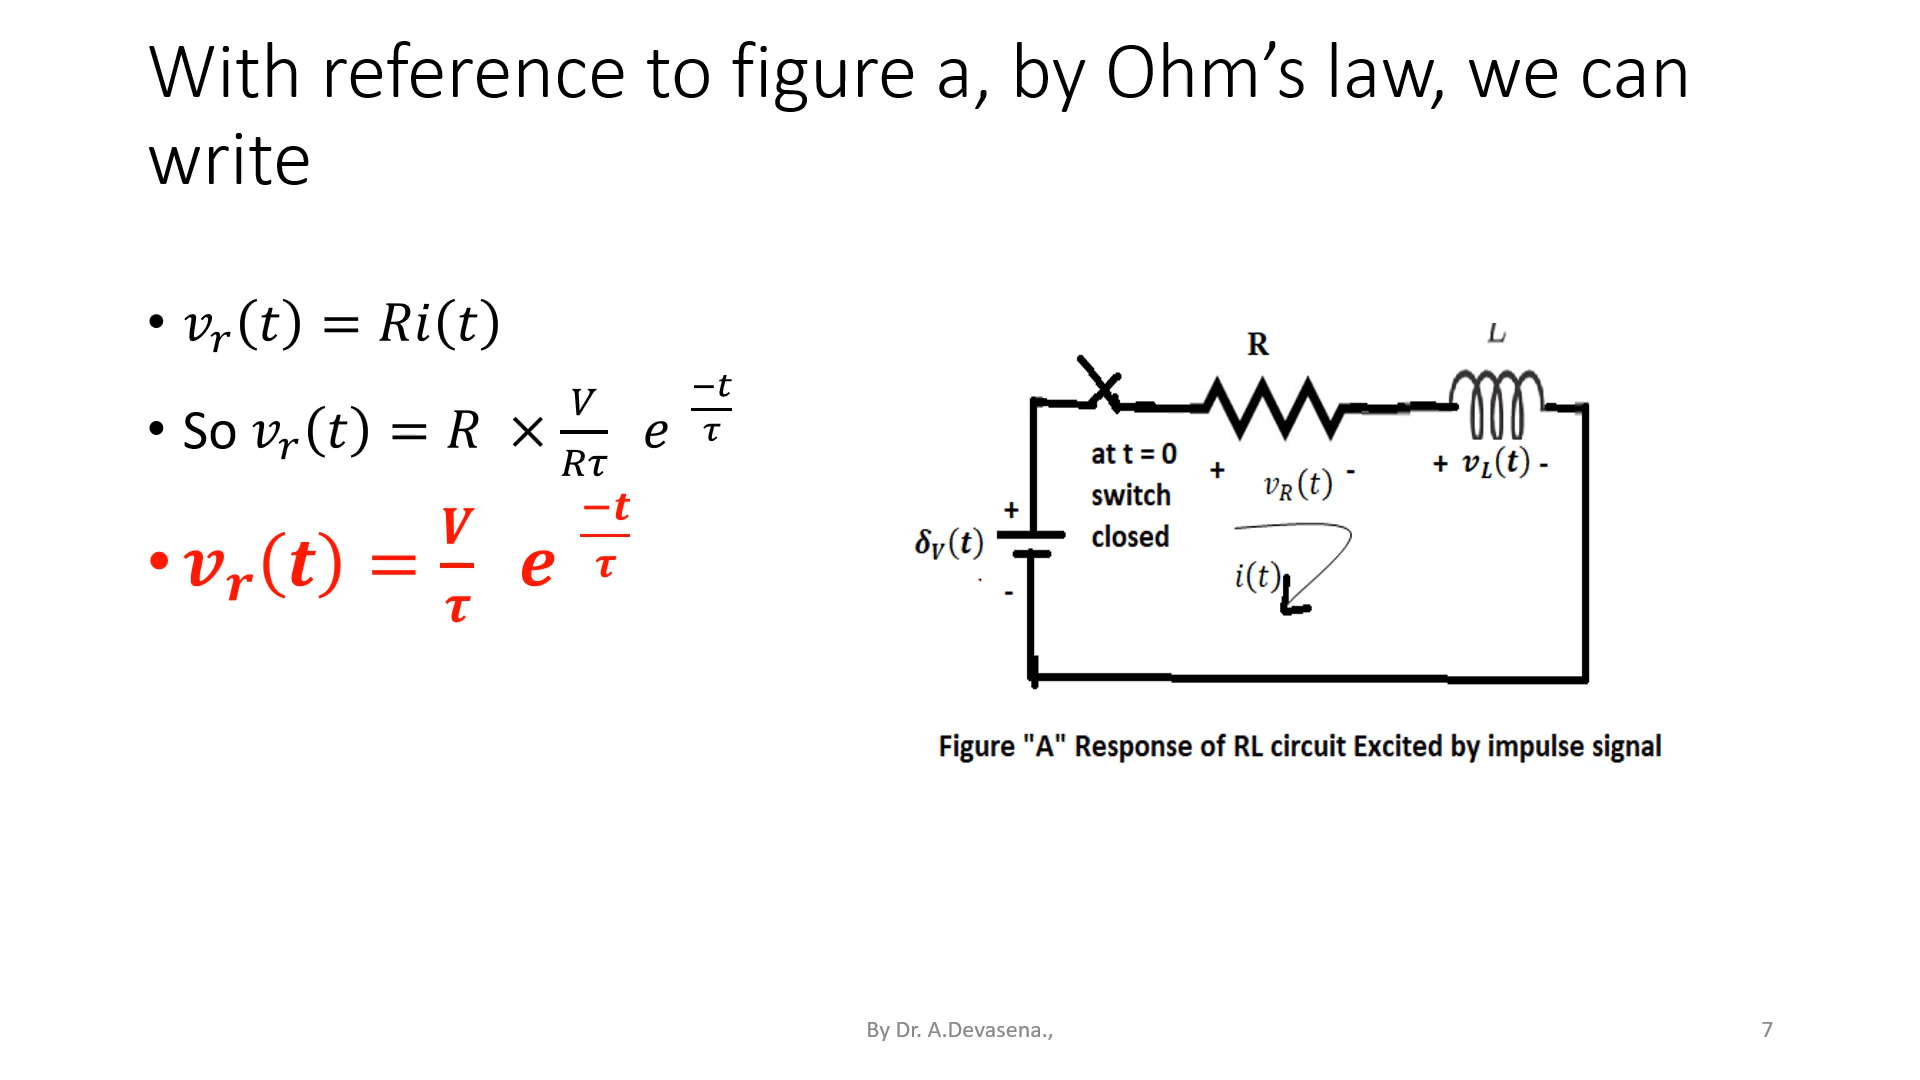 With reference to figure a, by Ohm's law, we can
write
• v_r(t) = Ri(t)
• So v_r(t) = R × V/Rτ e^(-t/τ)
• v_r(t) = V/τ e^(-t/τ)
R
L
at t = 0
switch
closed
+ v_R(t) -
+ v_L(t) -
+
δ_V(t)
-
i(t)
Figure "A" Response of RL circuit Excited by impulse signal
By Dr. A.Devasena.,
7